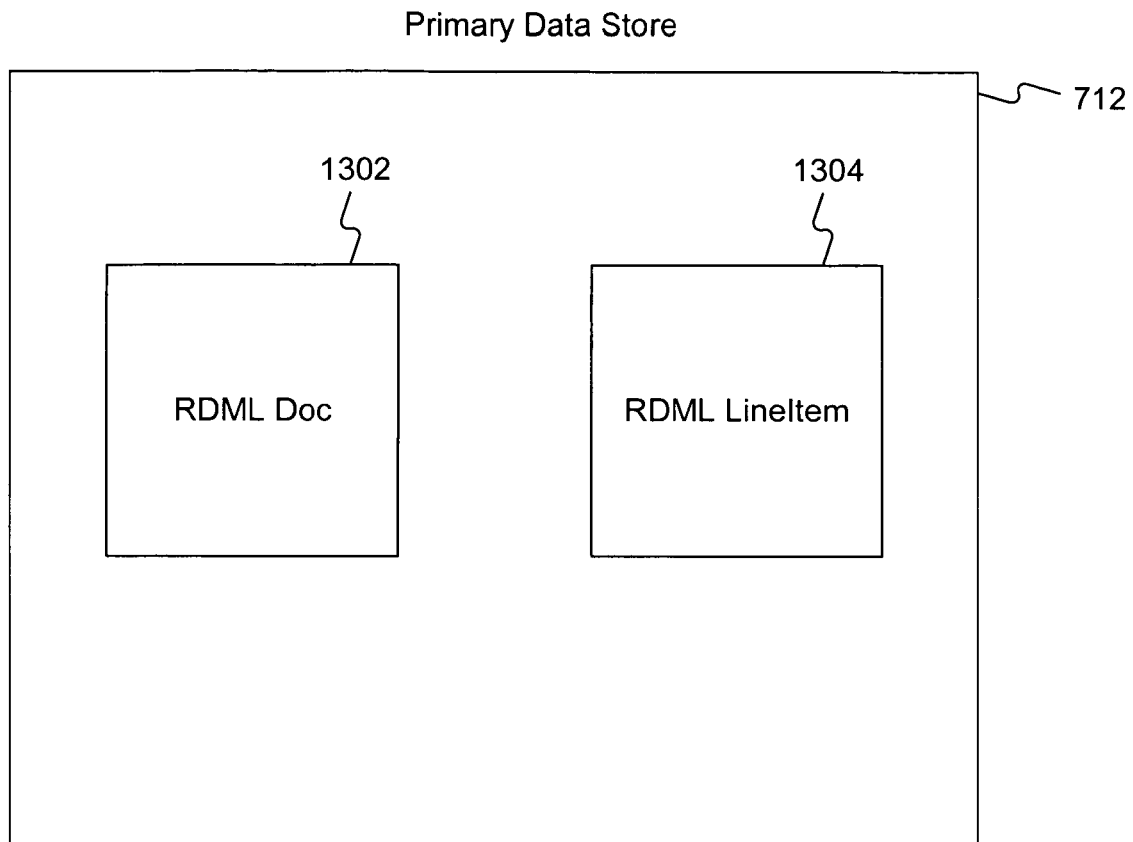 Primary Data Store
712
1302
1304
RDML Doc
RDML LineItem